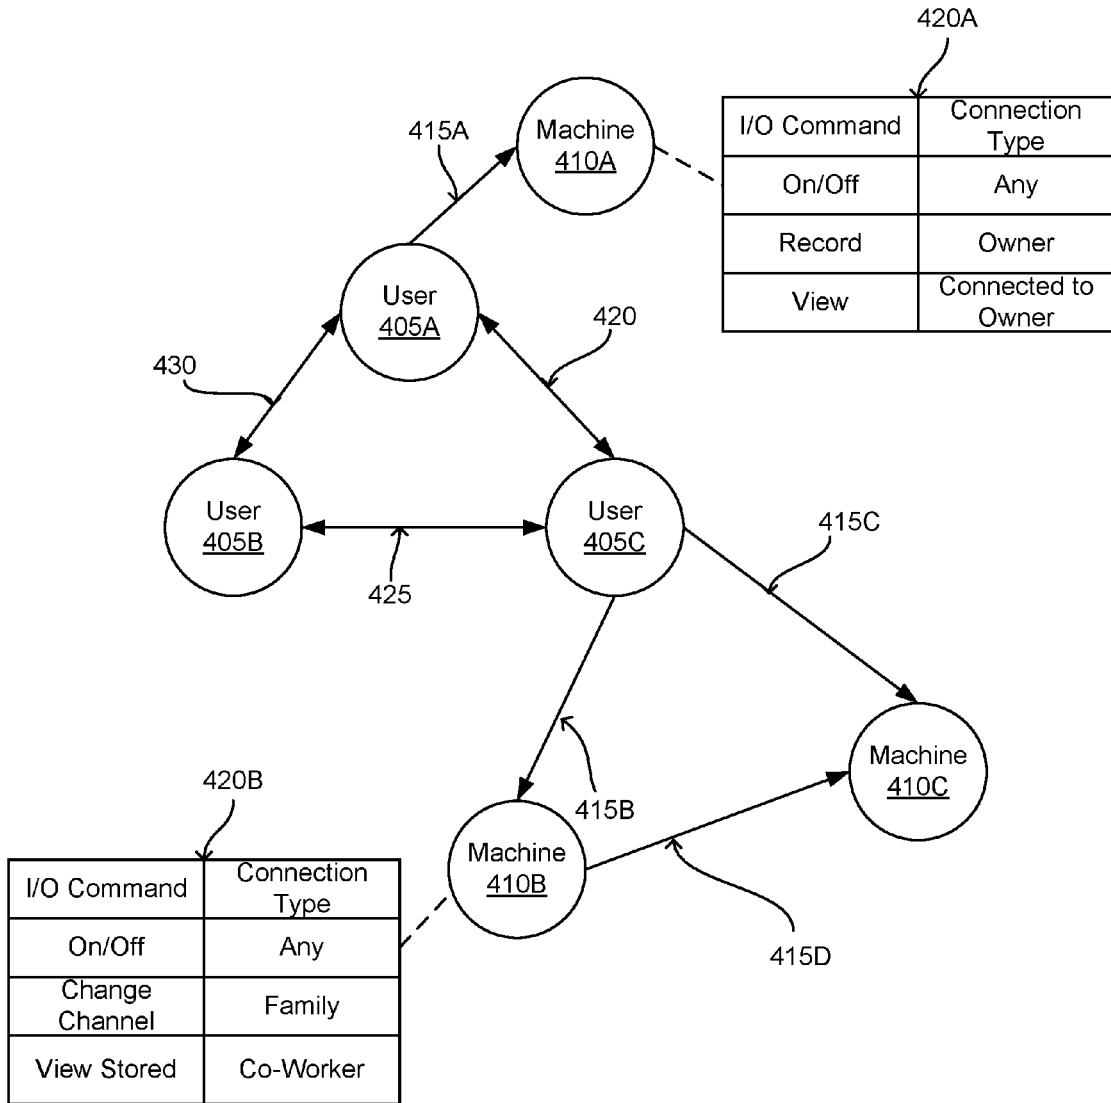 420A
I/O Command
Connection
Type
On/Off
Any
Record
Owner
View
Connected to
Owner
Machine
410A
415A
User
405A
420
430
User
405B
425
User
405C
415C
415B
Machine
410C
420B
Machine
410B
415D
I/O Command
Connection
Type
On/Off
Any
Change
Channel
Family
View Stored
Co-Worker